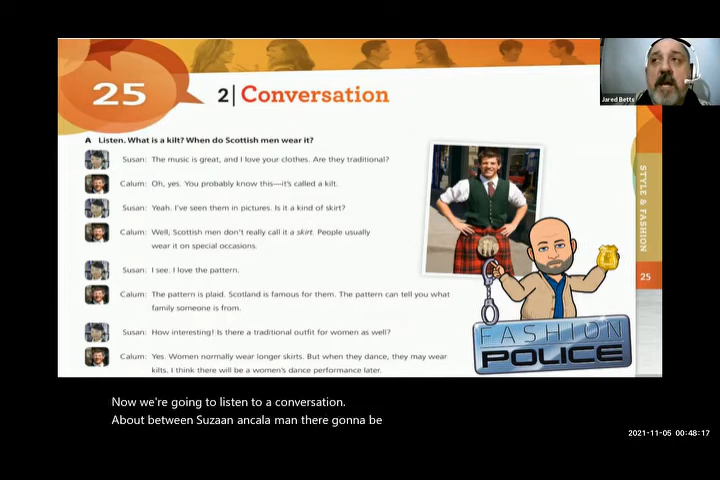 25
2 | Conversation
Jared Betts
A Listen. What is a kilt? When do Scottish men wear it?
Susan: The music is great, and I love your clothes. Are they traditional?
Calum: Oh, yes. You probably know this—it's called a kilt.
Susan: Yeah. I've seen them in pictures. Is it a kind of skirt?
Calum: Well, Scottish men don't really call it a skirt. People usually
wear it on special occasions.
Susan: I see. I love the pattern.
Calum: The pattern is plaid. Scotland is famous for them. The pattern can tell you what
family someone is from.
Susan: How interesting! Is there a traditional outfit for women as well?
Calum: Yes. Women normally wear longer skirts. But when they dance, they may wear
kilts. I think there will be a women's dance performance later.
STYLE & FASHION
25
FASHION
POLICE
Now we're going to listen to a conversation.
About between Suzaan ancala man there gonna be
2021-11-05 00:48:17